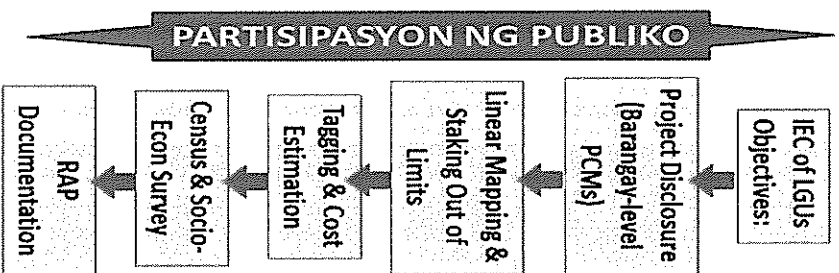 PARTISIPASYON NG PUBLIKO
IEC of LGUs
Objectives:
Project Disclosure
(Barangay-level
PCMs)
Linear Mapping &
Staking Out of
Limits
Tagging & Cost
Estimation
Census & Socio-
Econ Survey
RAP
Documentation